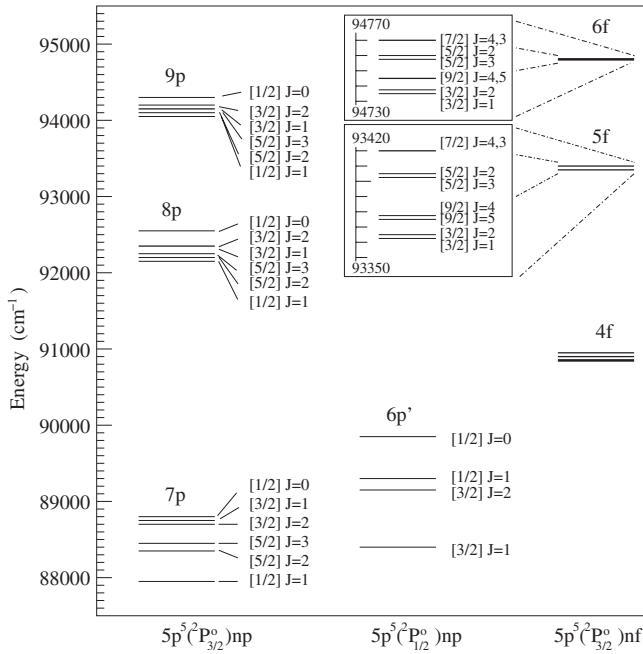 Energy (cm⁻¹)
95000
94000
93000
92000
91000
90000
89000
88000
9p
[1/2] J=0
[3/2] J=2
[3/2] J=1
[5/2] J=3
[5/2] J=2
[1/2] J=1
8p
[1/2] J=0
[3/2] J=2
[3/2] J=1
[5/2] J=3
[5/2] J=2
[1/2] J=1
7p
[1/2] J=0
[3/2] J=1
[3/2] J=2
[5/2] J=3
[5/2] J=2
[1/2] J=1
6p'
[1/2] J=0
[1/2] J=1
[3/2] J=2
[3/2] J=1
94770
[7/2] J=4,3
[5/2] J=2
[5/2] J=3
[9/2] J=4,5
[3/2] J=2
[3/2] J=1
94730
6f
93420
[7/2] J=4,3
[5/2] J=2
[5/2] J=3
[9/2] J=4
[9/2] J=5
[3/2] J=2
[3/2] J=1
93350
5f
4f
5p⁵(²P°3/2)np
5p⁵(²P°1/2)np
5p⁵(²P°3/2)nf